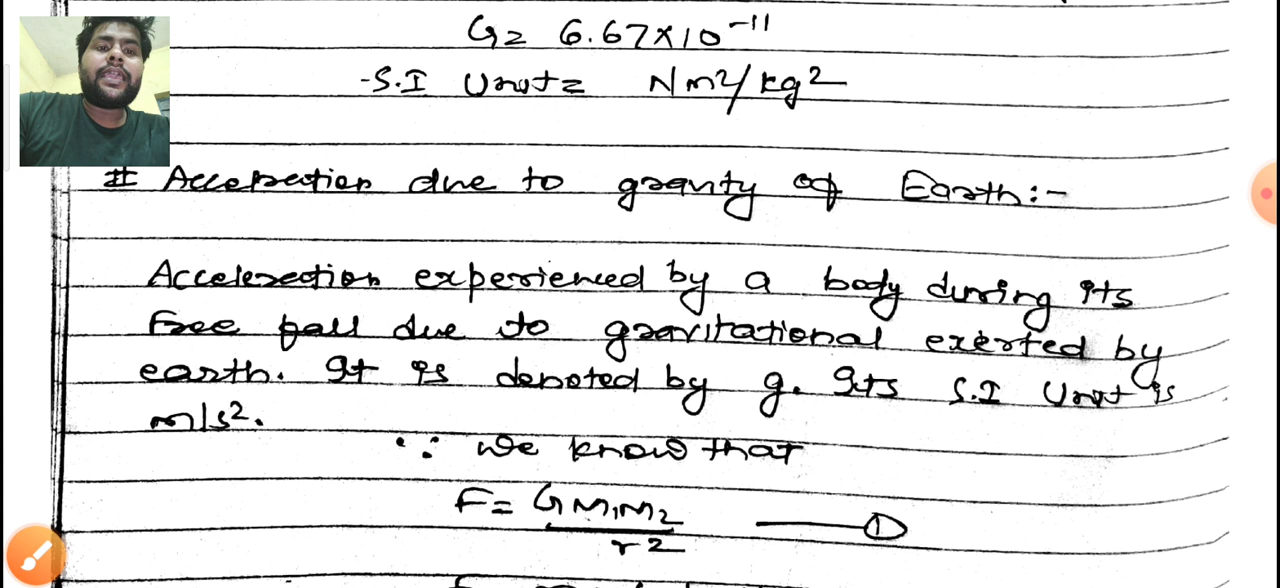 G = 6.67×10⁻¹¹
-S.I Unit = Nm²/kg²
# Acceleration due to gravity of Earth:-
Acceleration experienced by a body during its
Free fall due to gravitational exerted by
earth. It is denoted by g. Its S.I Unit is
m/s².
∵ we know that
F = GM₁M₂/r² ——— ①